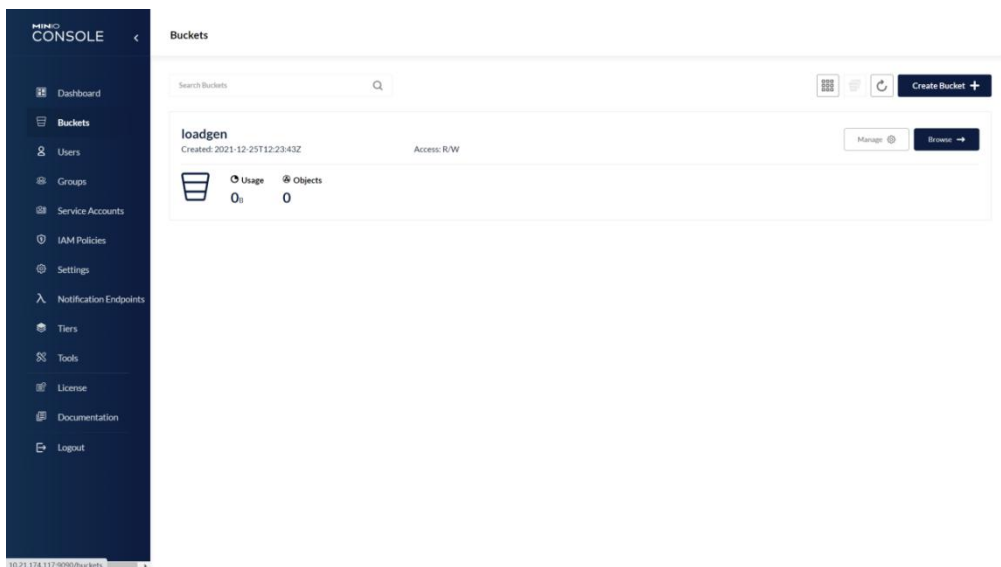 MINIO
CONSOLE
Buckets
Dashboard
Buckets
Users
Groups
Service Accounts
IAM Policies
Settings
Notification Endpoints
Tiers
Tools
License
Documentation
Logout
Search Buckets
Create Bucket
loadgen
Created: 2021-12-25T12:23:43Z Access: R/W
Manage Browse
Usage Objects
0B 0
10.21.174.117:9090/buckets